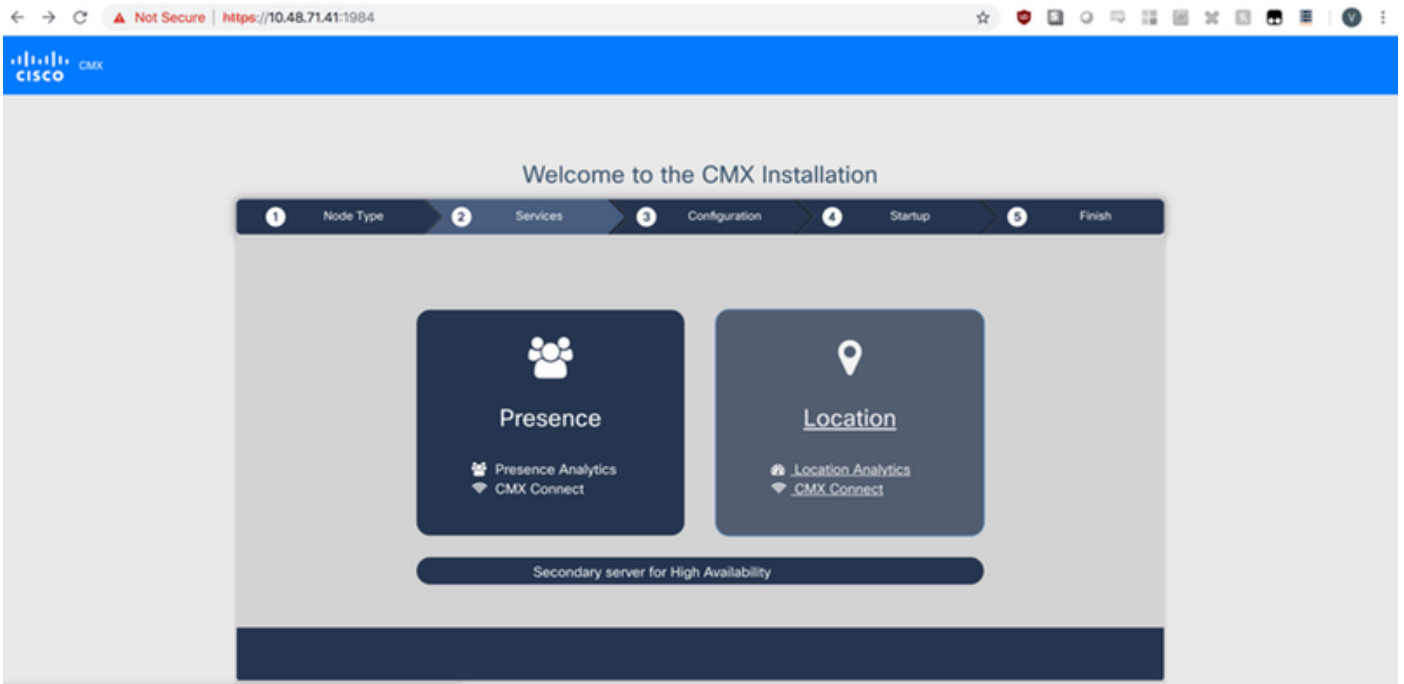 Not Secure | https://10.48.71.41:1984
V
CISCO CMX
Welcome to the CMX Installation
1 Node Type 2 Services 3 Configuration 4 Startup 5 Finish
Presence
Presence Analytics
CMX Connect
Location
Location Analytics
CMX Connect
Secondary server for High Availability